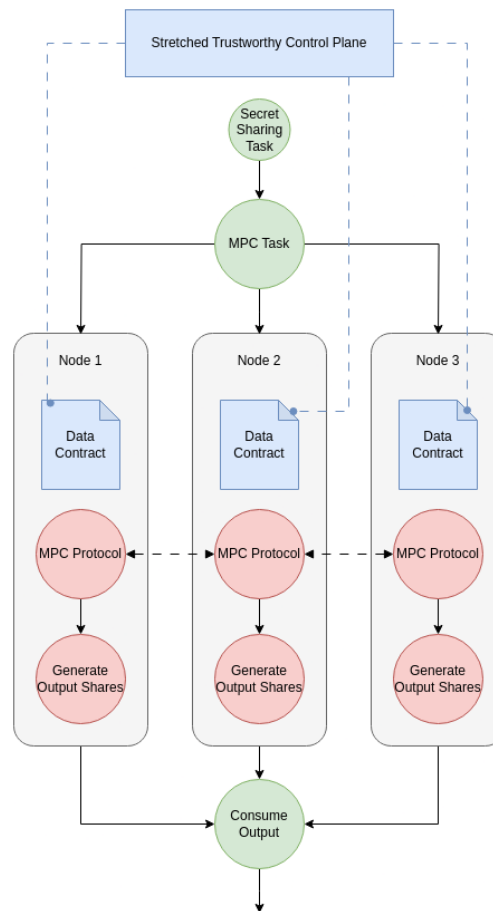 Stretched Trustworthy Control Plane
Secret
Sharing
Task
MPC Task
Node 1
Node 2
Node 3
Data
Contract
Data
Contract
Data
Contract
MPC Protocol
MPC Protocol
MPC Protocol
Generate
Output Shares
Generate
Output Shares
Generate
Output Shares
Consume
Output